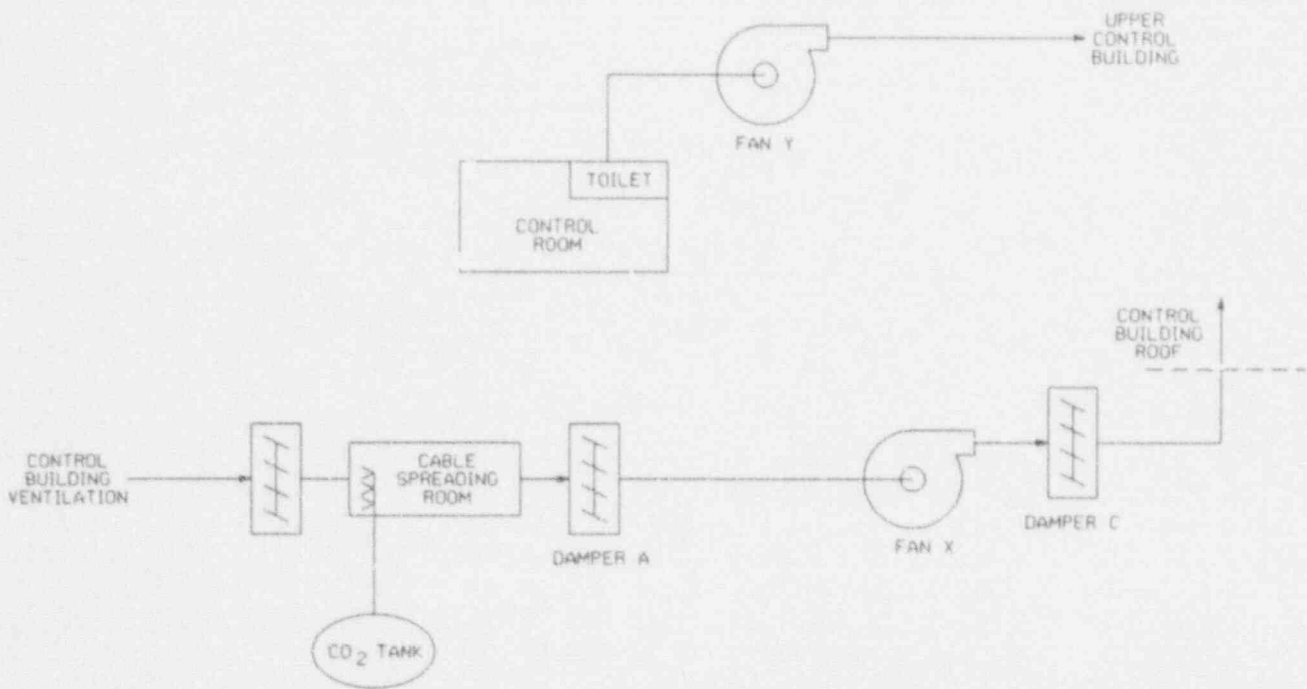 UPPER
CONTROL
BUILDING
FAN Y
TOILET
CONTROL
ROOM
CONTROL
BUILDING
ROOF
CONTROL
BUILDING
VENTILATION
CABLE
SPREADING
ROOM
DAMPER A
FAN X
DAMPER C
CO2 TANK